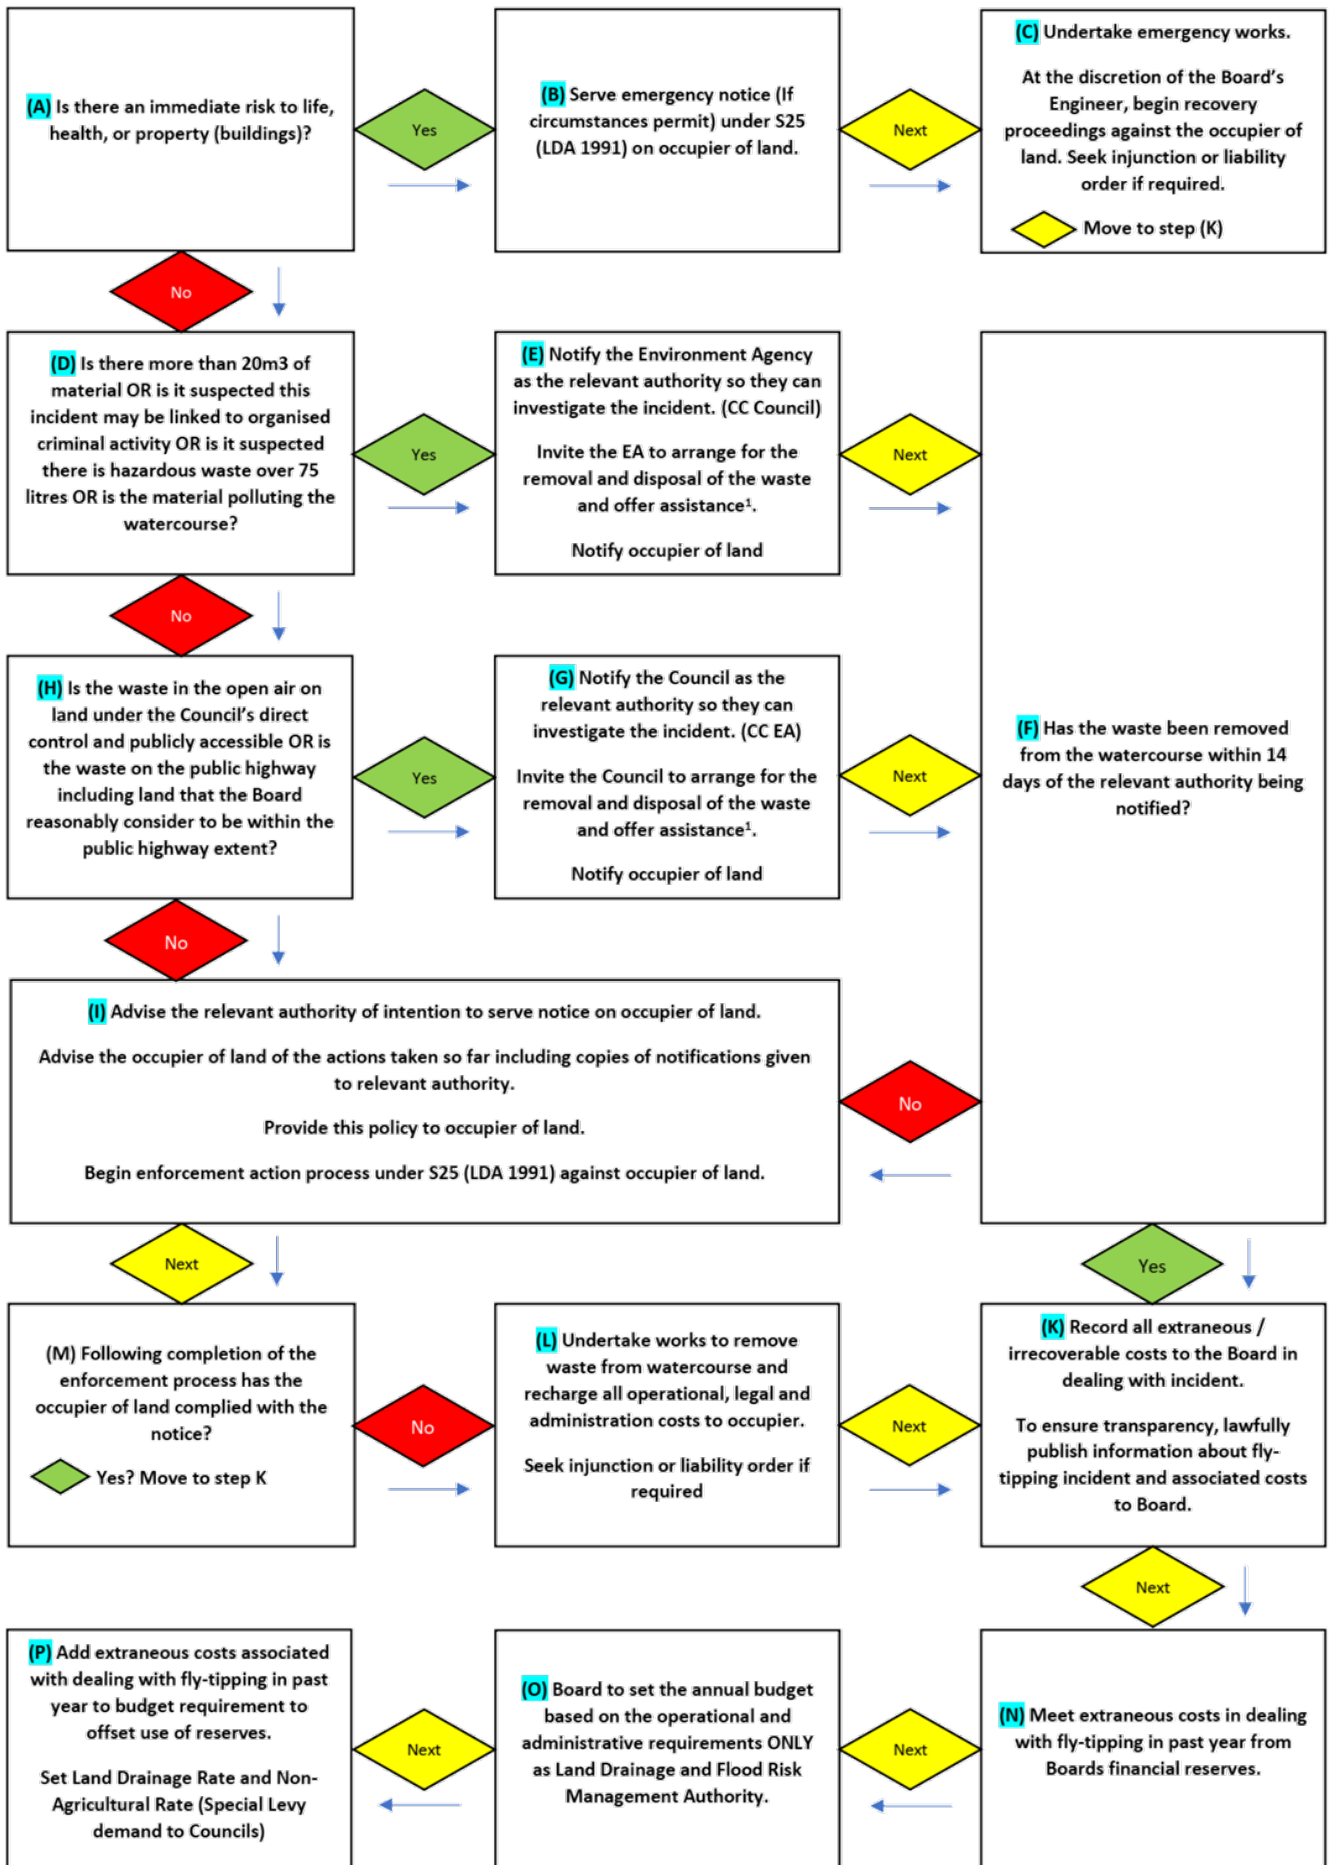 (A) Is there an immediate risk to life,
health, or property (buildings)?
Yes
(B) Serve emergency notice (If
circumstances permit) under S25
(LDA 1991) on occupier of land.
Next
(C) Undertake emergency works.
At the discretion of the Board's
Engineer, begin recovery
proceedings against the occupier of
land. Seek injunction or liability
order if required.
Move to step (K)
No
(D) Is there more than 20m3 of
material OR is it suspected this
incident may be linked to organised
criminal activity OR is it suspected
there is hazardous waste over 75
litres OR is the material polluting the
watercourse?
Yes
(E) Notify the Environment Agency
as the relevant authority so they can
investigate the incident. (CC Council)
Invite the EA to arrange for the
removal and disposal of the waste
and offer assistance¹.
Notify occupier of land
Next
No
(H) Is the waste in the open air on
land under the Council's direct
control and publicly accessible OR is
the waste on the public highway
including land that the Board
reasonably consider to be within the
public highway extent?
Yes
(G) Notify the Council as the
relevant authority so they can
investigate the incident. (CC EA)
Invite the Council to arrange for the
removal and disposal of the waste
and offer assistance¹.
Notify occupier of land
Next
(F) Has the waste been removed
from the watercourse within 14
days of the relevant authority being
notified?
No
(I) Advise the relevant authority of intention to serve notice on occupier of land.
Advise the occupier of land of the actions taken so far including copies of notifications given
to relevant authority.
Provide this policy to occupier of land.
Begin enforcement action process under S25 (LDA 1991) against occupier of land.
No
Next
Yes
(M) Following completion of the
enforcement process has the
occupier of land complied with the
notice?
Yes? Move to step K
No
(L) Undertake works to remove
waste from watercourse and
recharge all operational, legal and
administration costs to occupier.
Seek injunction or liability order if
required
Next
(K) Record all extraneous /
irrecoverable costs to the Board in
dealing with incident.
To ensure transparency, lawfully
publish information about fly-
tipping incident and associated costs
to Board.
Next
(P) Add extraneous costs associated
with dealing with fly-tipping in past
year to budget requirement to
offset use of reserves.
Set Land Drainage Rate and Non-
Agricultural Rate (Special Levy
demand to Councils)
Next
(O) Board to set the annual budget
based on the operational and
administrative requirements ONLY
as Land Drainage and Flood Risk
Management Authority.
Next
(N) Meet extraneous costs in dealing
with fly-tipping in past year from
Boards financial reserves.